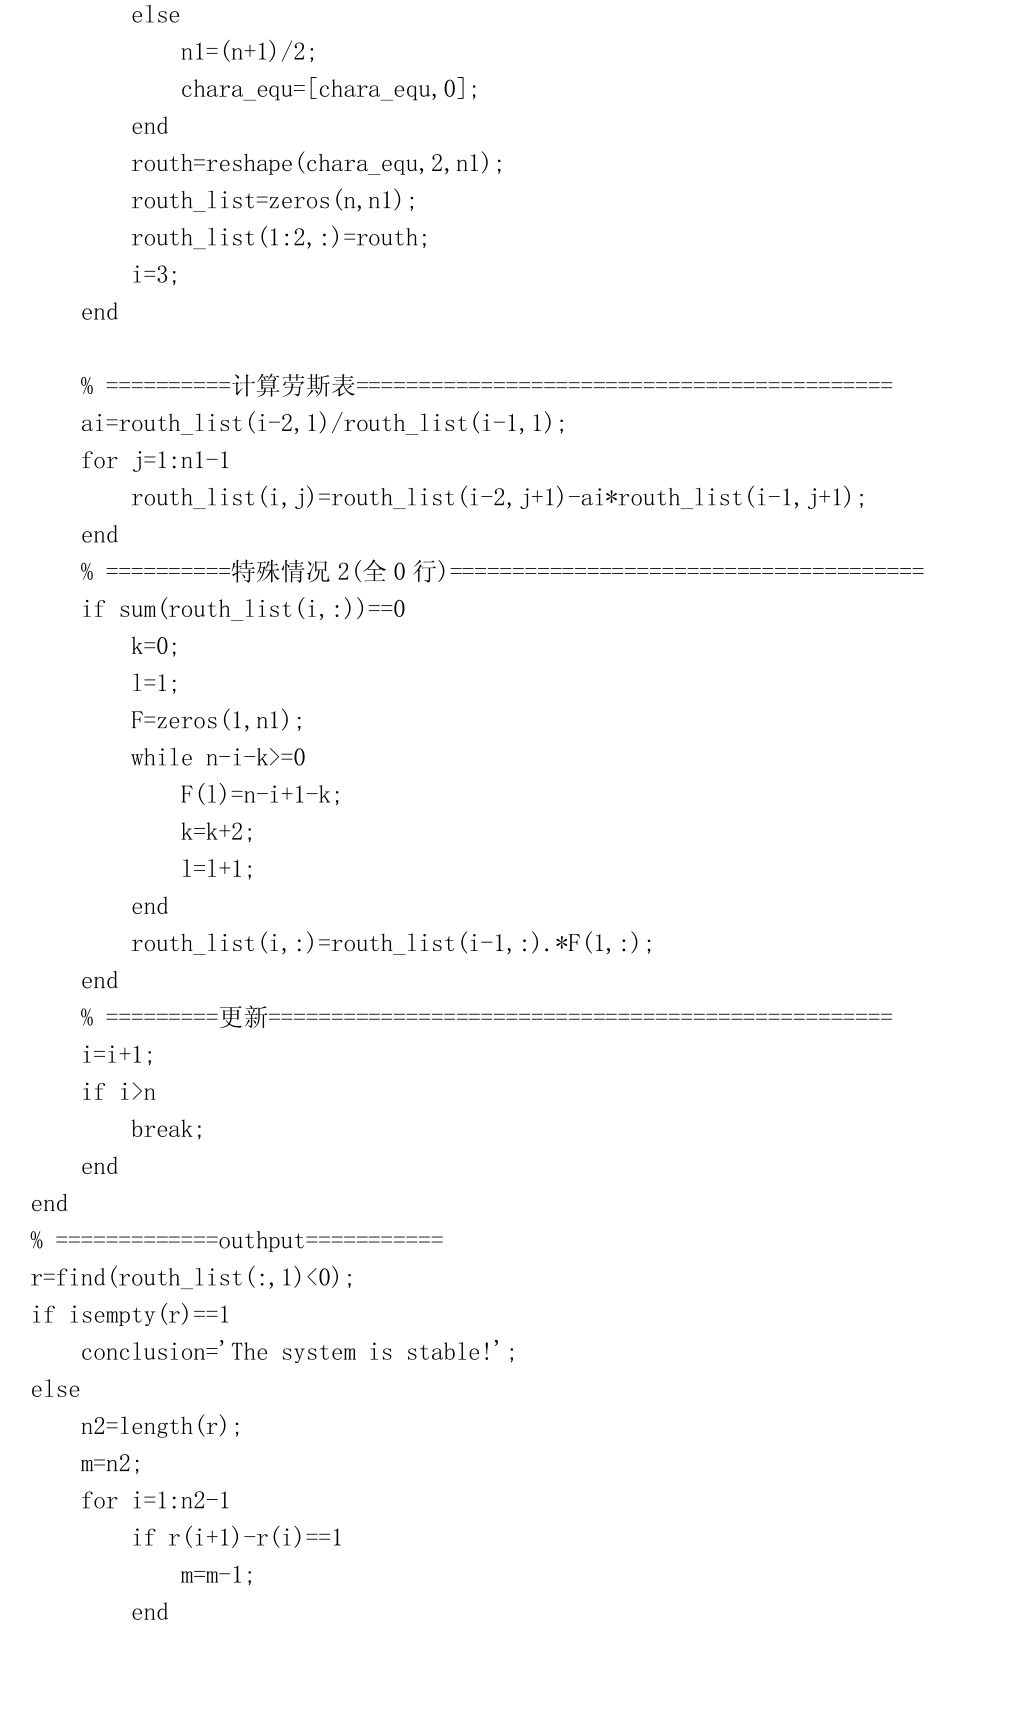 else
n1=(n+1)/2;
chara_equ=[chara_equ,0];
end
routh=reshape(chara_equ,2,n1);
routh_list=zeros(n,n1);
routh_list(1:2,:)=routh;
i=3;
end
% ==========计算劳斯表===========================================
ai=routh_list(i-2,1)/routh_list(i-1,1);
for j=1:n1-1
routh_list(i,j)=routh_list(i-2,j+1)-ai*routh_list(i-1,j+1);
end
% ==========特殊情况 2(全 0 行)======================================
if sum(routh_list(i,:))==0
k=0;
l=1;
F=zeros(1,n1);
while n-i-k>=0
F(l)=n-i+1-k;
k=k+2;
l=l+1;
end
routh_list(i,:)=routh_list(i-1,:).*F(1,:);
end
% =========更新==================================================
i=i+1;
if i>n
break;
end
end
% =============outhput===========
r=find(routh_list(:,1)<0);
if isempty(r)==1
conclusion='The system is stable!';
else
n2=length(r);
m=n2;
for i=1:n2-1
if r(i+1)-r(i)==1
m=m-1;
end